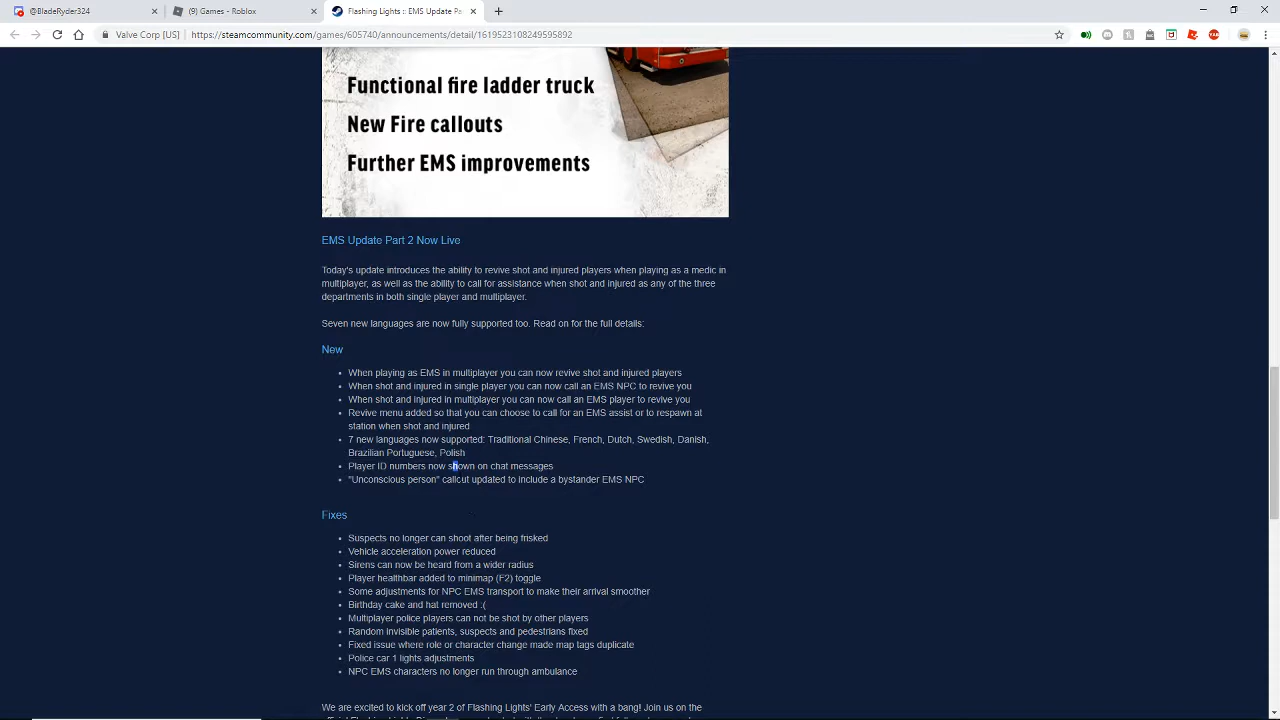 @BladeRyder324
(9) Games - Roblox
Flashing Lights :: EMS Update Pa
Valve Corp [US]
https://steamcommunity.com/games/605740/announcements/detail/1619523108249595892
Functional fire ladder truck
New Fire callouts
Further EMS improvements
EMS Update Part 2 Now Live
Today's update introduces the ability to revive shot and injured players when playing as a medic in
multiplayer, as well as the ability to call for assistance when shot and injured as any of the three
departments in both single player and multiplayer.
Seven new languages are now fully supported too. Read on for the full details:
New
When playing as EMS in multiplayer you can now revive shot and injured players
When shot and injured in single player you can now call an EMS NPC to revive you
When shot and injured in multiplayer you can now call an EMS player to revive you
Revive menu added so that you can choose to call for an EMS assist or to respawn at
station when shot and injured
7 new languages now supported: Traditional Chinese, French, Dutch, Swedish, Danish,
Brazilian Portuguese, Polish
Player ID numbers now shown on chat messages
"Unconscious person" callout updated to include a bystander EMS NPC
Fixes
Suspects no longer can shoot after being frisked
Vehicle acceleration power reduced
Sirens can now be heard from a wider radius
Player healthbar added to minimap (F2) toggle
Some adjustments for NPC EMS transport to make their arrival smoother
Birthday cake and hat removed :(
Multiplayer police players can not be shot by other players
Random invisible patients, suspects and pedestrians fixed
Fixed issue where role or character change made map tags duplicate
Police car 1 lights adjustments
NPC EMS characters no longer run through ambulance
We are excited to kick off year 2 of Flashing Lights' Early Access with a bang! Join us on the